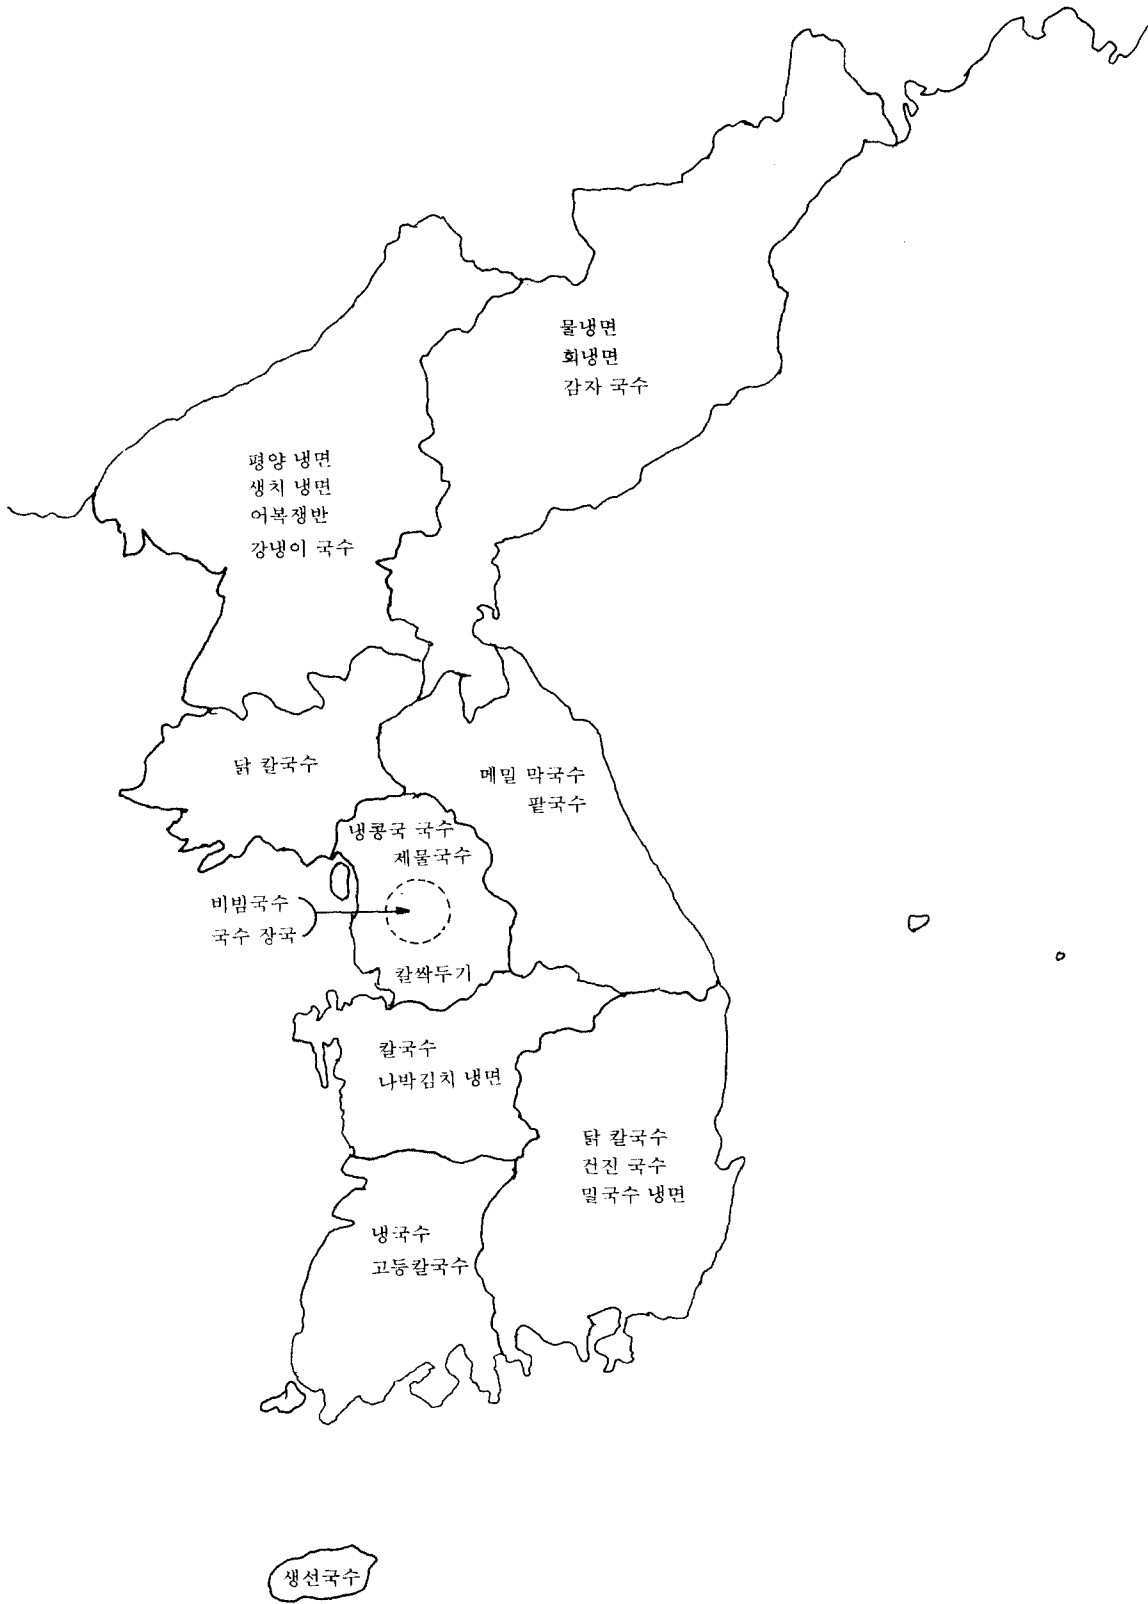 물냉면
회냉면
감자 국수
평양 냉면
생치 냉면
어복쟁반
강냉이 국수
닭 칼국수
메밀 막국수
팥국수
냉콩국 국수
제물국수
비빔국수
국수 장국
칼싹두기
칼국수
나박김치 냉면
닭 칼국수
건진 국수
밀국수 냉면
냉국수
고등칼국수
생선국수